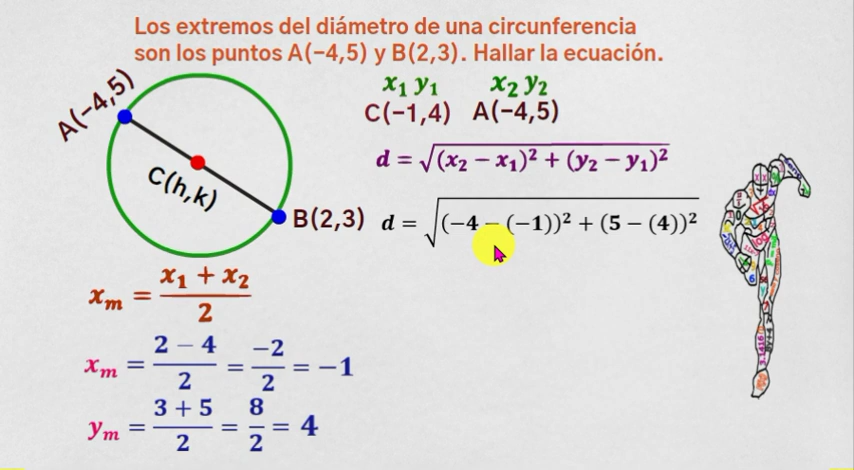 Los extremos del diámetro de una circunferencia
son los puntos A(−4,5) y B(2,3). Hallar la ecuación.
A(−4,5)
C(h,k)
B(2,3)
x₁ y₁ x₂ y₂
C(−1,4) A(−4,5)
d = √(x₂ − x₁)² + (y₂ − y₁)²
d = √(−4 − (−1))² + (5 − (4))²
xₘ = x₁ + x₂ / 2
xₘ = 2 − 4 / 2 = −2 / 2 = −1
yₘ = 3 + 5 / 2 = 8 / 2 = 4
log